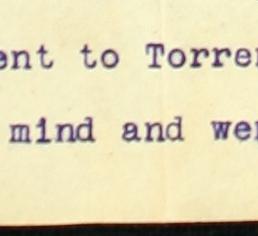 ent to Torre
mind and we